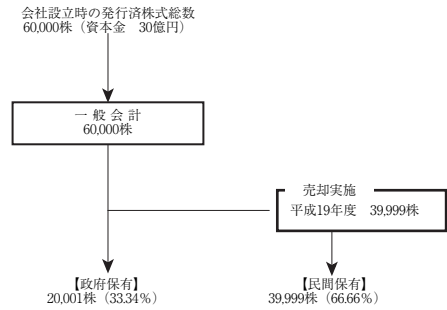 会社設立時の発行済株式総数
60,000株（資本金　30億円）
一 般 会 計
60,000株
売却実施
平成19年度　39,999株
【政府保有】
20,001株（33.34％）
【民間保有】
39,999株（66.66％）